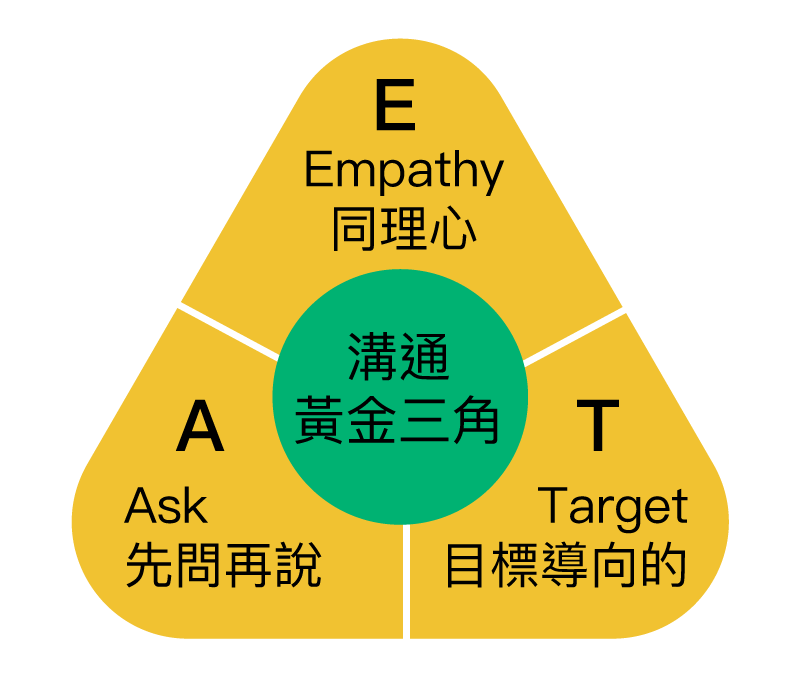 E
Empathy
同理心
溝通
黃金三角
A
Ask
先問再說
T
Target
目標導向的